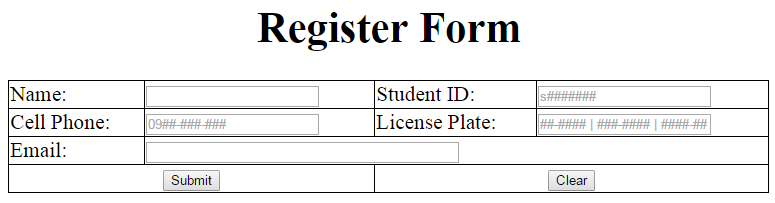 Register Form
Name: Student ID: s#######
Cell Phone: 09##-###-### License Plate: ##-#### | ###-#### | ####-##
Email:
Submit Clear